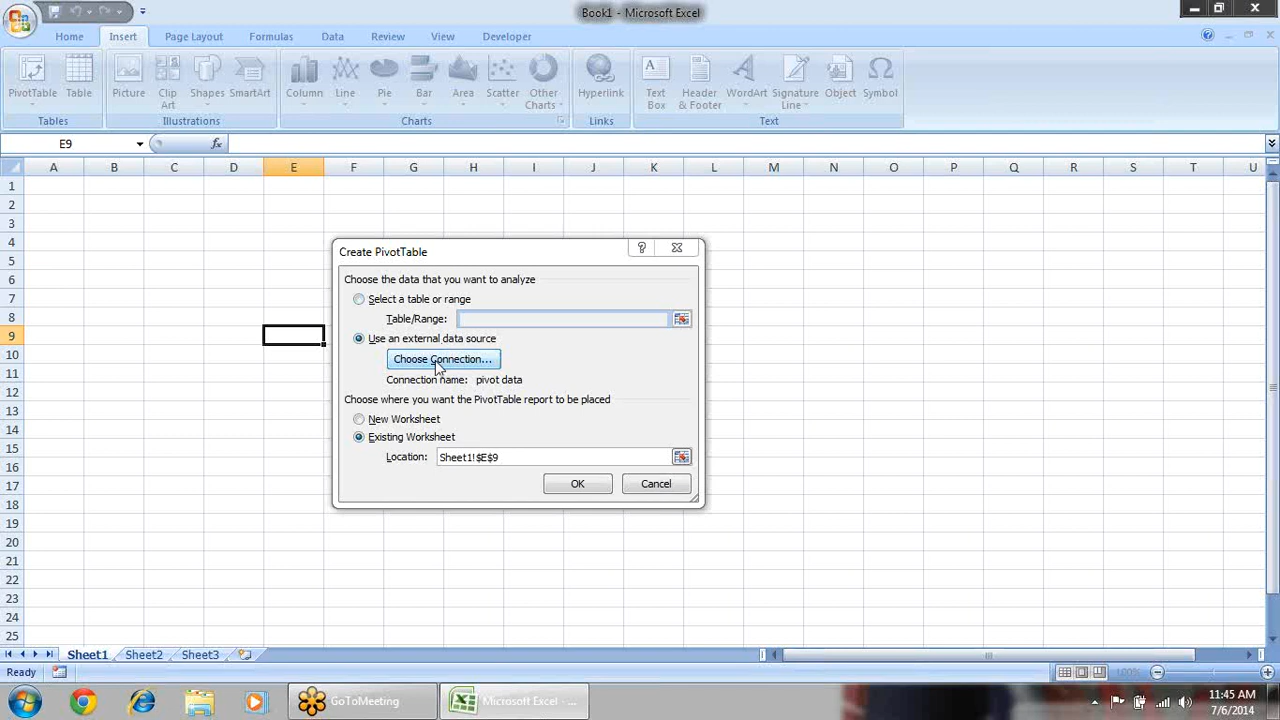 Book1 - Microsoft Excel
Home Insert Page Layout Formulas Data Review View Developer
PivotTable Table Picture Clip Art Shapes SmartArt Column Line Pie Bar Area Scatter Other Charts Hyperlink Text Box Header & Footer WordArt Signature Line Object Symbol
Tables Illustrations Charts Links Text
E9 fx
A B C D E F G H I J K L M N O P Q R S T U
1
2
3
4
5
6
7
8
9
10
11
12
13
14
15
16
17
18
19
20
21
22
23
24
25
Create PivotTable ?
Choose the data that you want to analyze
Select a table or range
Table/Range:
Use an external data source
Choose Connection...
Connection name: pivot data
Choose where you want the PivotTable report to be placed
New Worksheet
Existing Worksheet
Location: Sheet1!$E$9
OK Cancel
Sheet1 Sheet2 Sheet3
Ready 100%
GoToMeeting Microsoft Excel - ...
11:45 AM
7/6/2014